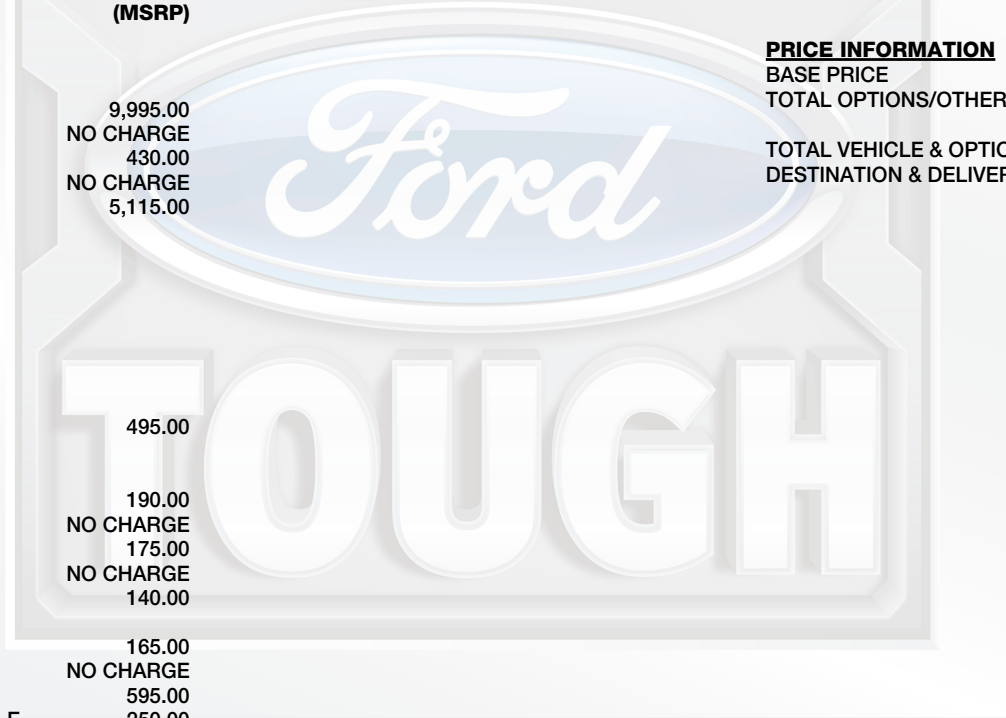 (MSRP)
9,995.00
NO CHARGE
430.00
NO CHARGE
5,115.00
495.00
190.00
NO CHARGE
175.00
NO CHARGE
140.00
165.00
NO CHARGE
595.00
250.00
PRICE INFORMATION
BASE PRICE
TOTAL OPTIONS/OTHER
TOTAL VEHICLE &
DESTINATION &
Ford
TOUGH